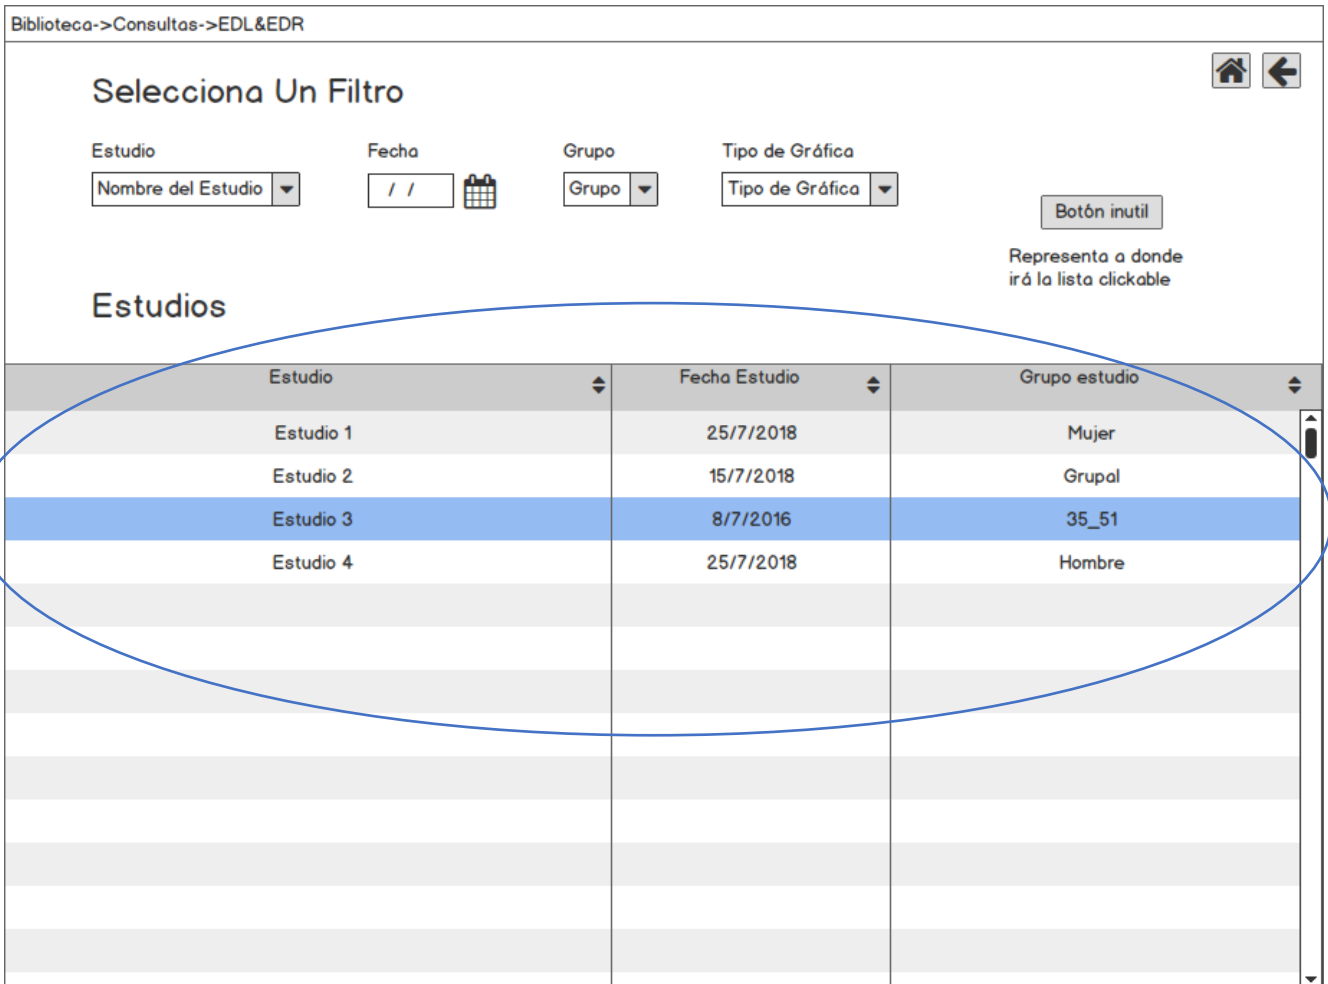 Biblioteca->Consultas->EDL&EDR
Selecciona Un Filtro
Estudio Fecha Grupo Tipo de Gráfica
Nombre del Estudio / / Grupo Tipo de Gráfica
Botón inutil
Representa a donde
irá la lista clickable
Estudios
Estudio Fecha Estudio Grupo estudio
Estudio 1 25/7/2018 Mujer
Estudio 2 15/7/2018 Grupal
Estudio 3 8/7/2016 35_51
Estudio 4 25/7/2018 Hombre